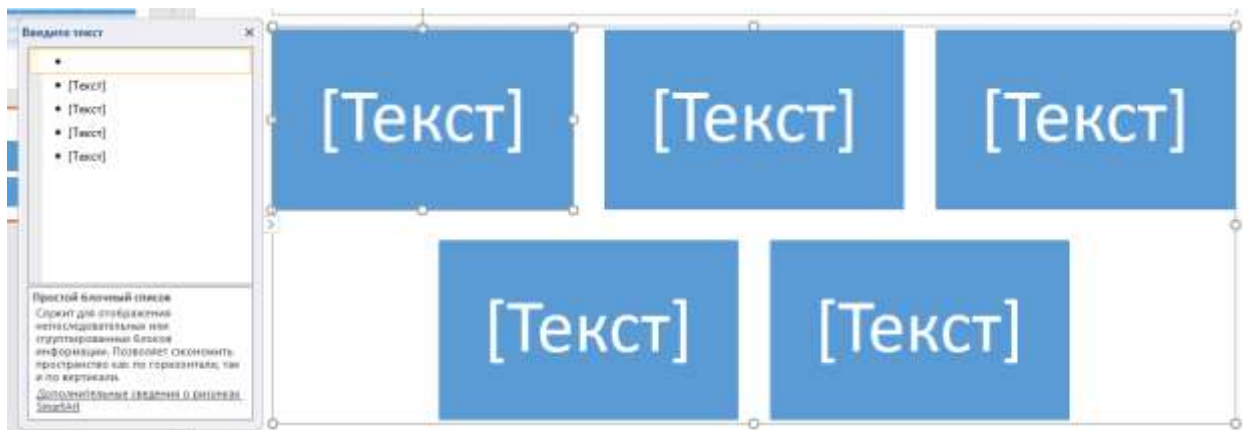 Введите текст
[Текст]
[Текст]
[Текст]
[Текст]
Простой блочный список
Служит для отображения
непоследовательных или
сгруппированных блоков
информации. Позволяет сэкономить
пространство как по горизонтали, так
и по вертикали.
Дополнительные сведения о рисунках
SmartArt
[Текст] [Текст] [Текст]
[Текст] [Текст]